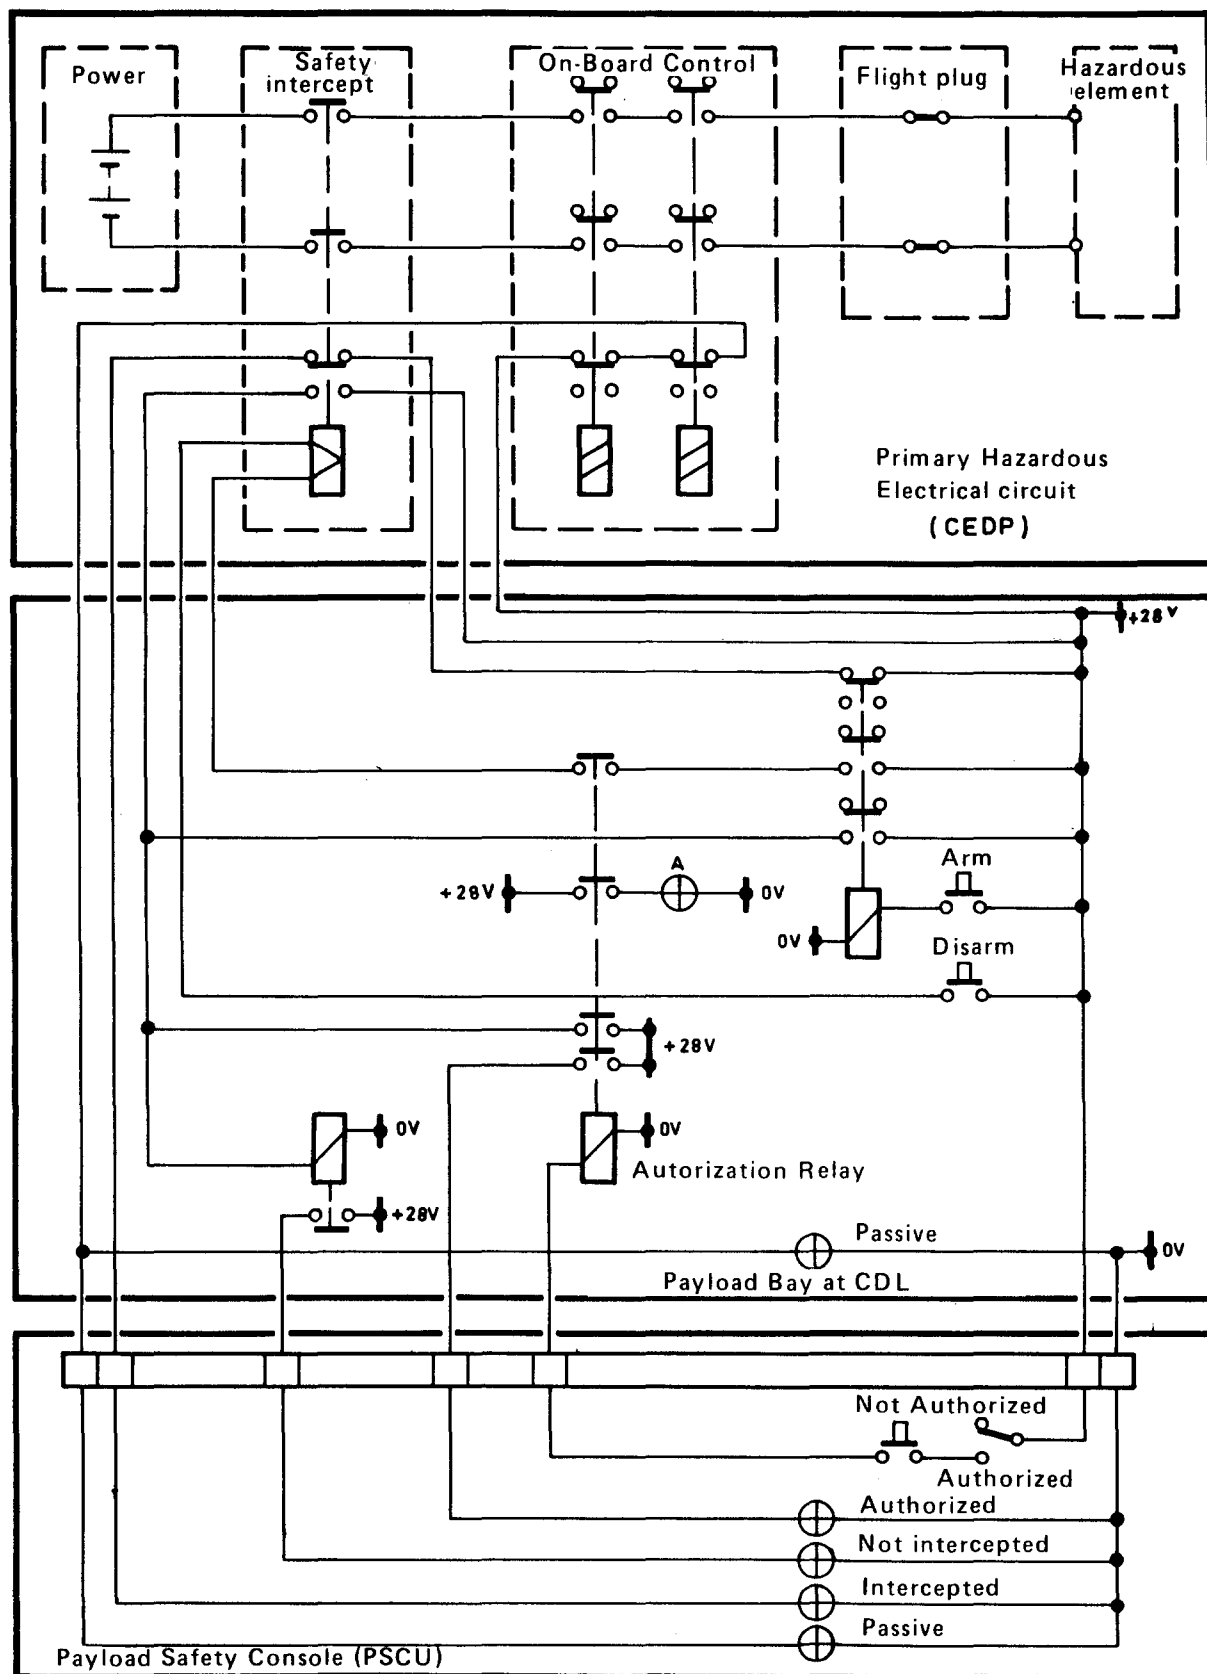 Power
Safety
intercept
On-Board Control
Flight plug
Hazardous
element
Primary Hazardous
Electrical circuit
(CEDP)
+28V
Arm
A
+28V
0V
0V
Disarm
+28V
0V
0V
Autorization Relay
+28V
Passive
0V
Payload Bay at CDL
Not Authorized
Authorized
Authorized
Not intercepted
Intercepted
Passive
Payload Safety Console (PSCU)